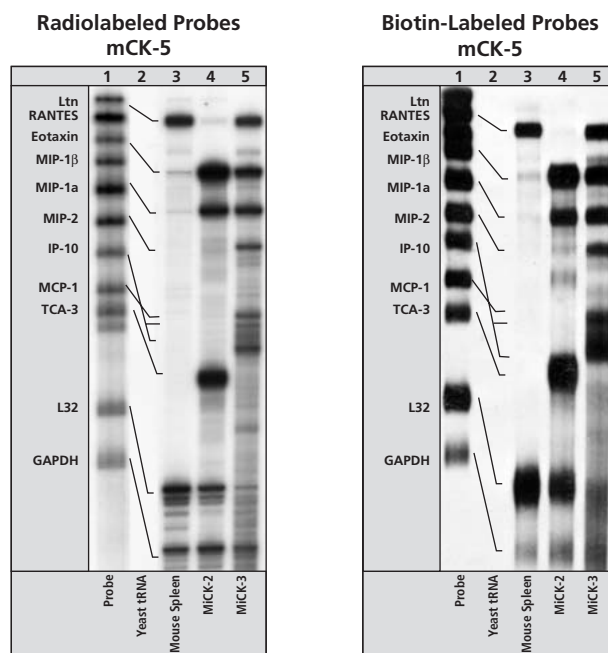 Radiolabeled Probes
mCK-5
1 2 3 4 5
Ltn
RANTES
Eotaxin
MIP-1β
MIP-1a
MIP-2
IP-10
MCP-1
TCA-3
L32
GAPDH
Probe
Yeast tRNA
Mouse Spleen
MiCK-2
MiCK-3
Biotin-Labeled Probes
mCK-5
1 2 3 4 5
Ltn
RANTES
Eotaxin
MIP-1β
MIP-1a
MIP-2
IP-10
MCP-1
TCA-3
L32
GAPDH
Probe
Yeast tRNA
Mouse Spleen
MiCK-2
MiCK-3